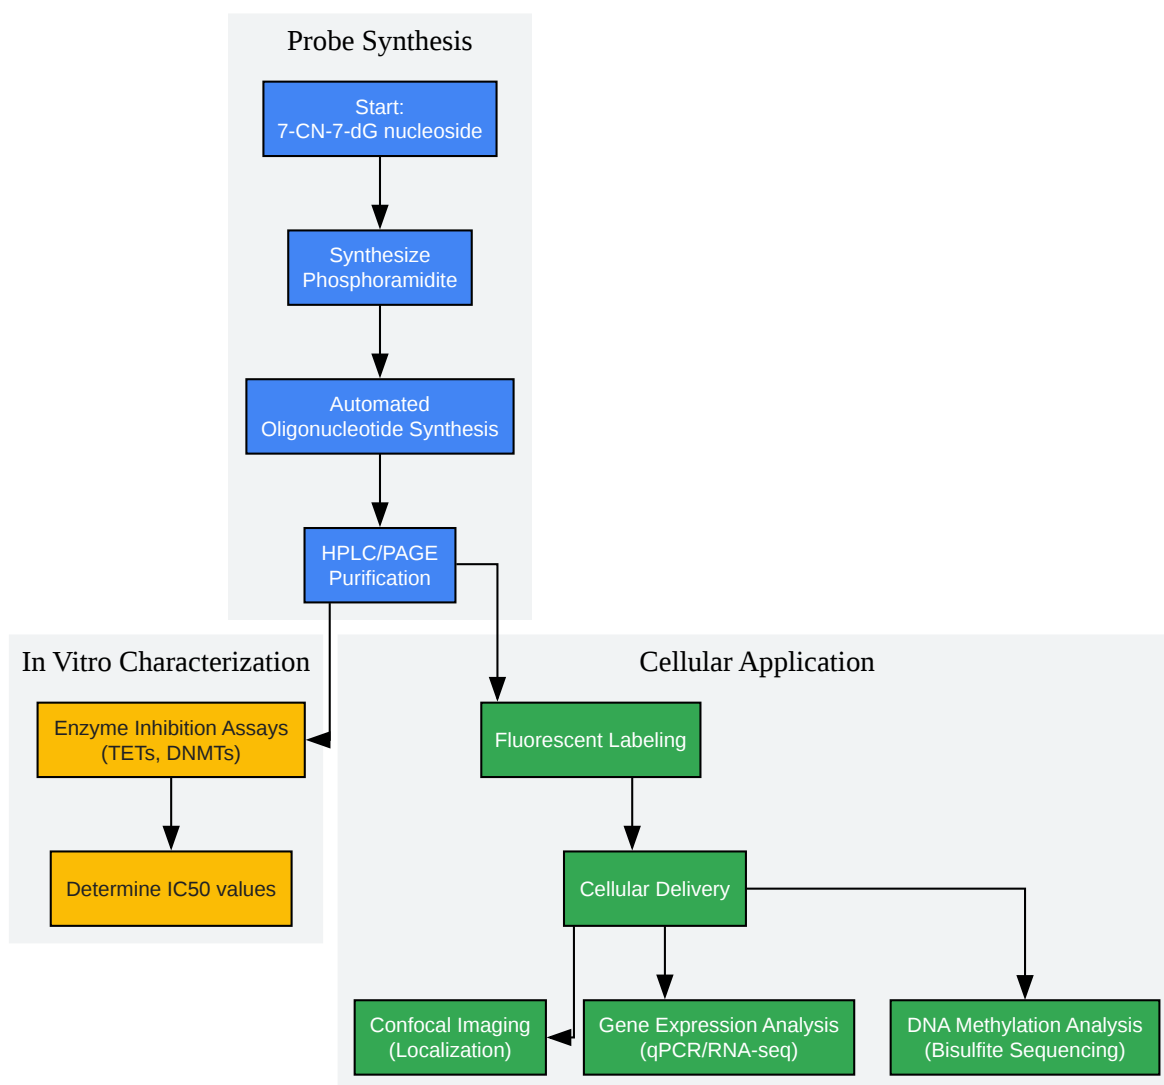 Probe Synthesis
Start:
7-CN-7-dG nucleoside
Synthesize
Phosphoramidite
Automated
Oligonucleotide Synthesis
HPLC/PAGE
Purification
In Vitro Characterization
Enzyme Inhibition Assays
(TETs, DNMTs)
Determine IC50 values
Cellular Application
Fluorescent Labeling
Cellular Delivery
Confocal Imaging
(Localization)
Gene Expression Analysis
(qPCR/RNA-seq)
DNA Methylation Analysis
(Bisulfite Sequencing)